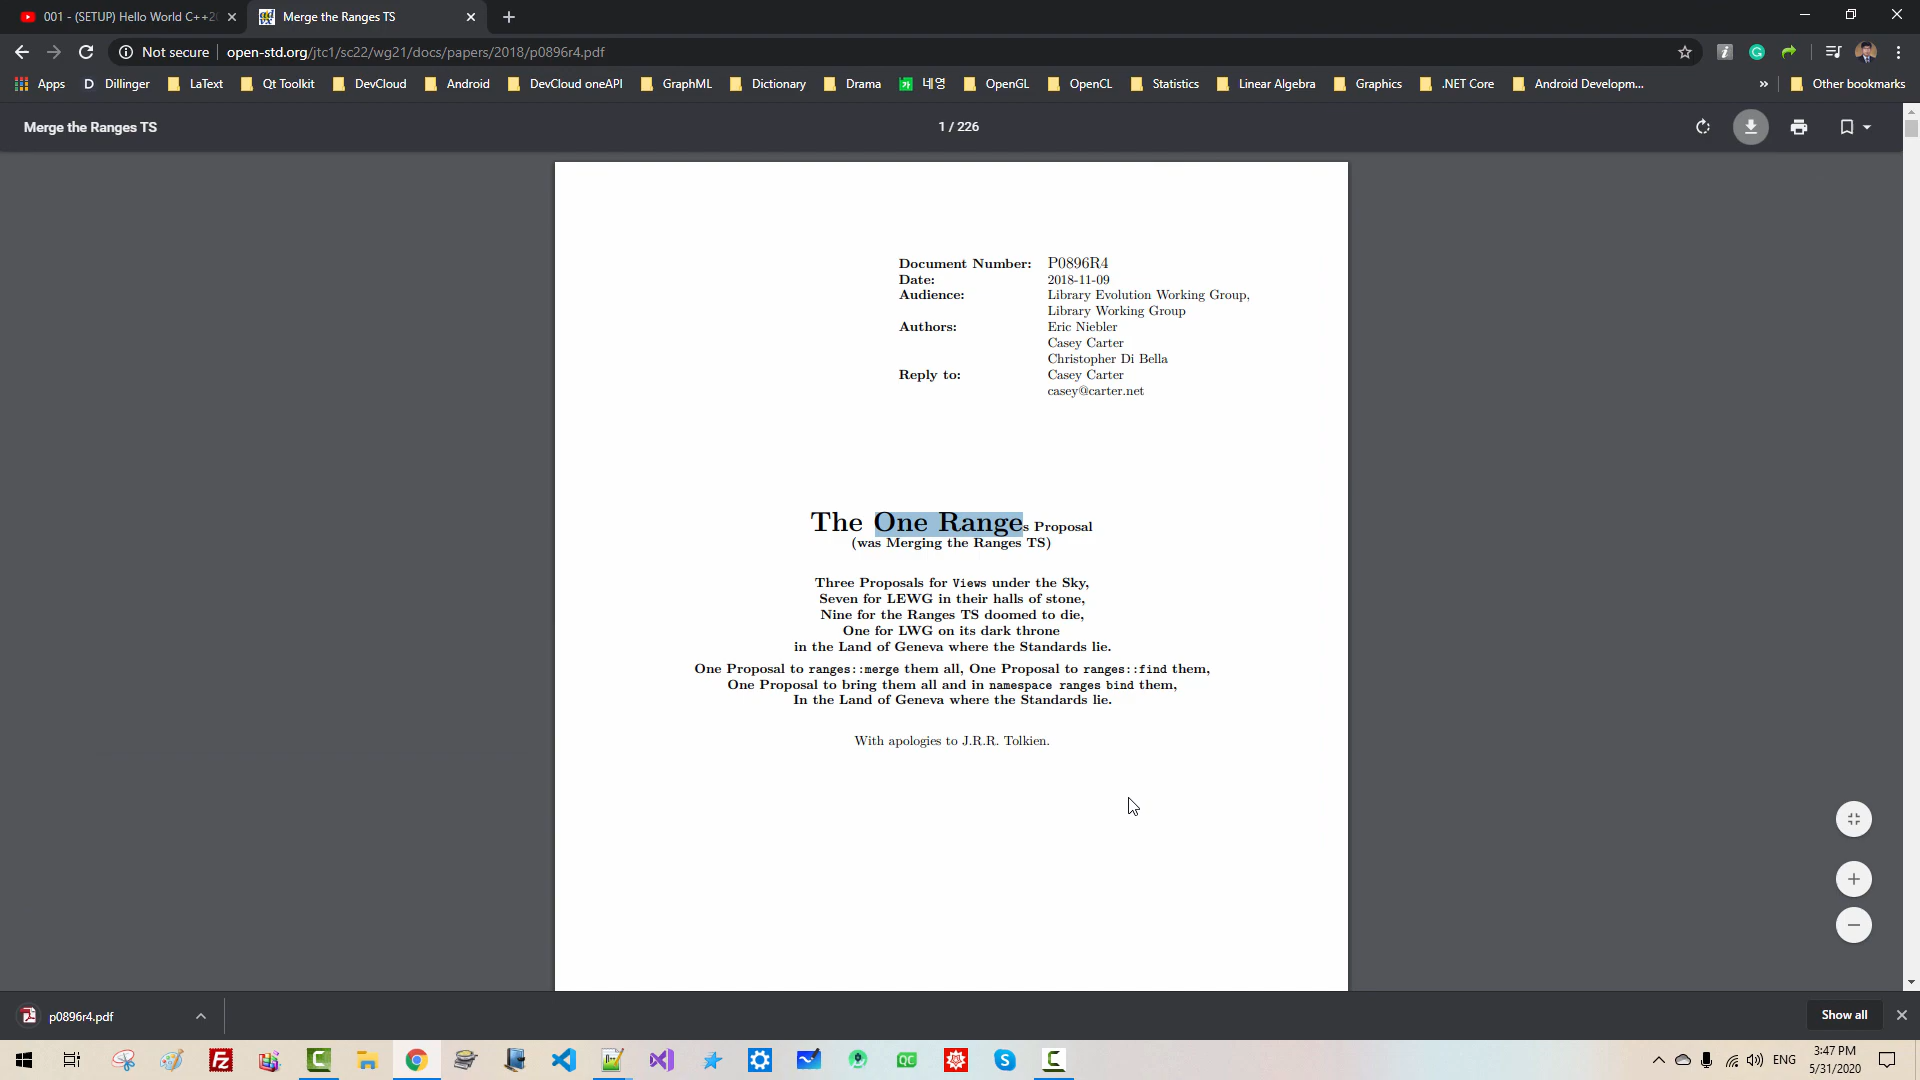 001 - (SETUP) Hello World C++2
Merge the Ranges TS
Not secure
open-std.org/jtc1/sc22/wg21/docs/papers/2018/p0896r4.pdf
Apps
Dillinger
LaText
Qt Toolkit
DevCloud
Android
DevCloud oneAPI
GraphML
Dictionary
Drama
네영
OpenGL
OpenCL
Statistics
Linear Algebra
Graphics
.NET Core
Android Developm...
»
Other bookmarks
Merge the Ranges TS
1 / 226
Document Number: P0896R4
Date: 2018-11-09
Audience: Library Evolution Working Group,
Library Working Group
Authors: Eric Niebler
Casey Carter
Christopher Di Bella
Reply to: Casey Carter
casey@carter.net
The One Ranges Proposal
(was Merging the Ranges TS)
Three Proposals for Views under the Sky,
Seven for LEWG in their halls of stone,
Nine for the Ranges TS doomed to die,
One for LWG on its dark throne
in the Land of Geneva where the Standards lie.
One Proposal to ranges::merge them all, One Proposal to ranges::find them,
One Proposal to bring them all and in namespace ranges bind them,
In the Land of Geneva where the Standards lie.
With apologies to J.R.R. Tolkien.
p0896r4.pdf
Show all
ENG
3:47 PM
5/31/2020